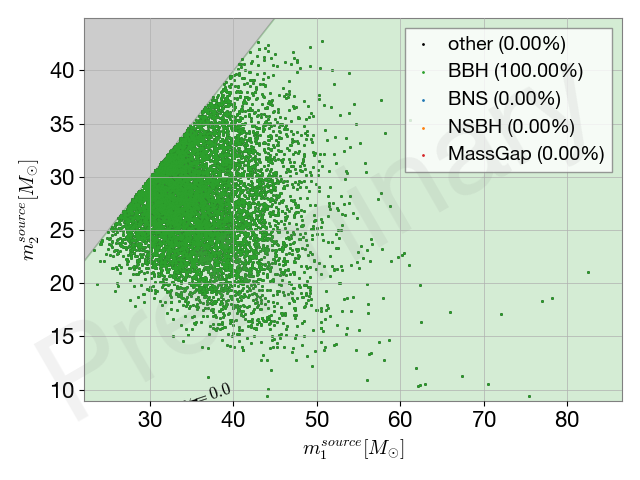 other (0.00%)
BBH (100.00%)
BNS (0.00%)
NSBH (0.00%)
MassGap (0.00%)
Preliminary
40
35
30
25
20
15
10
m_2^{source}[M_⊙]
= 0.0
30 40 50 60 70 80
m_1^{source}[M_⊙]